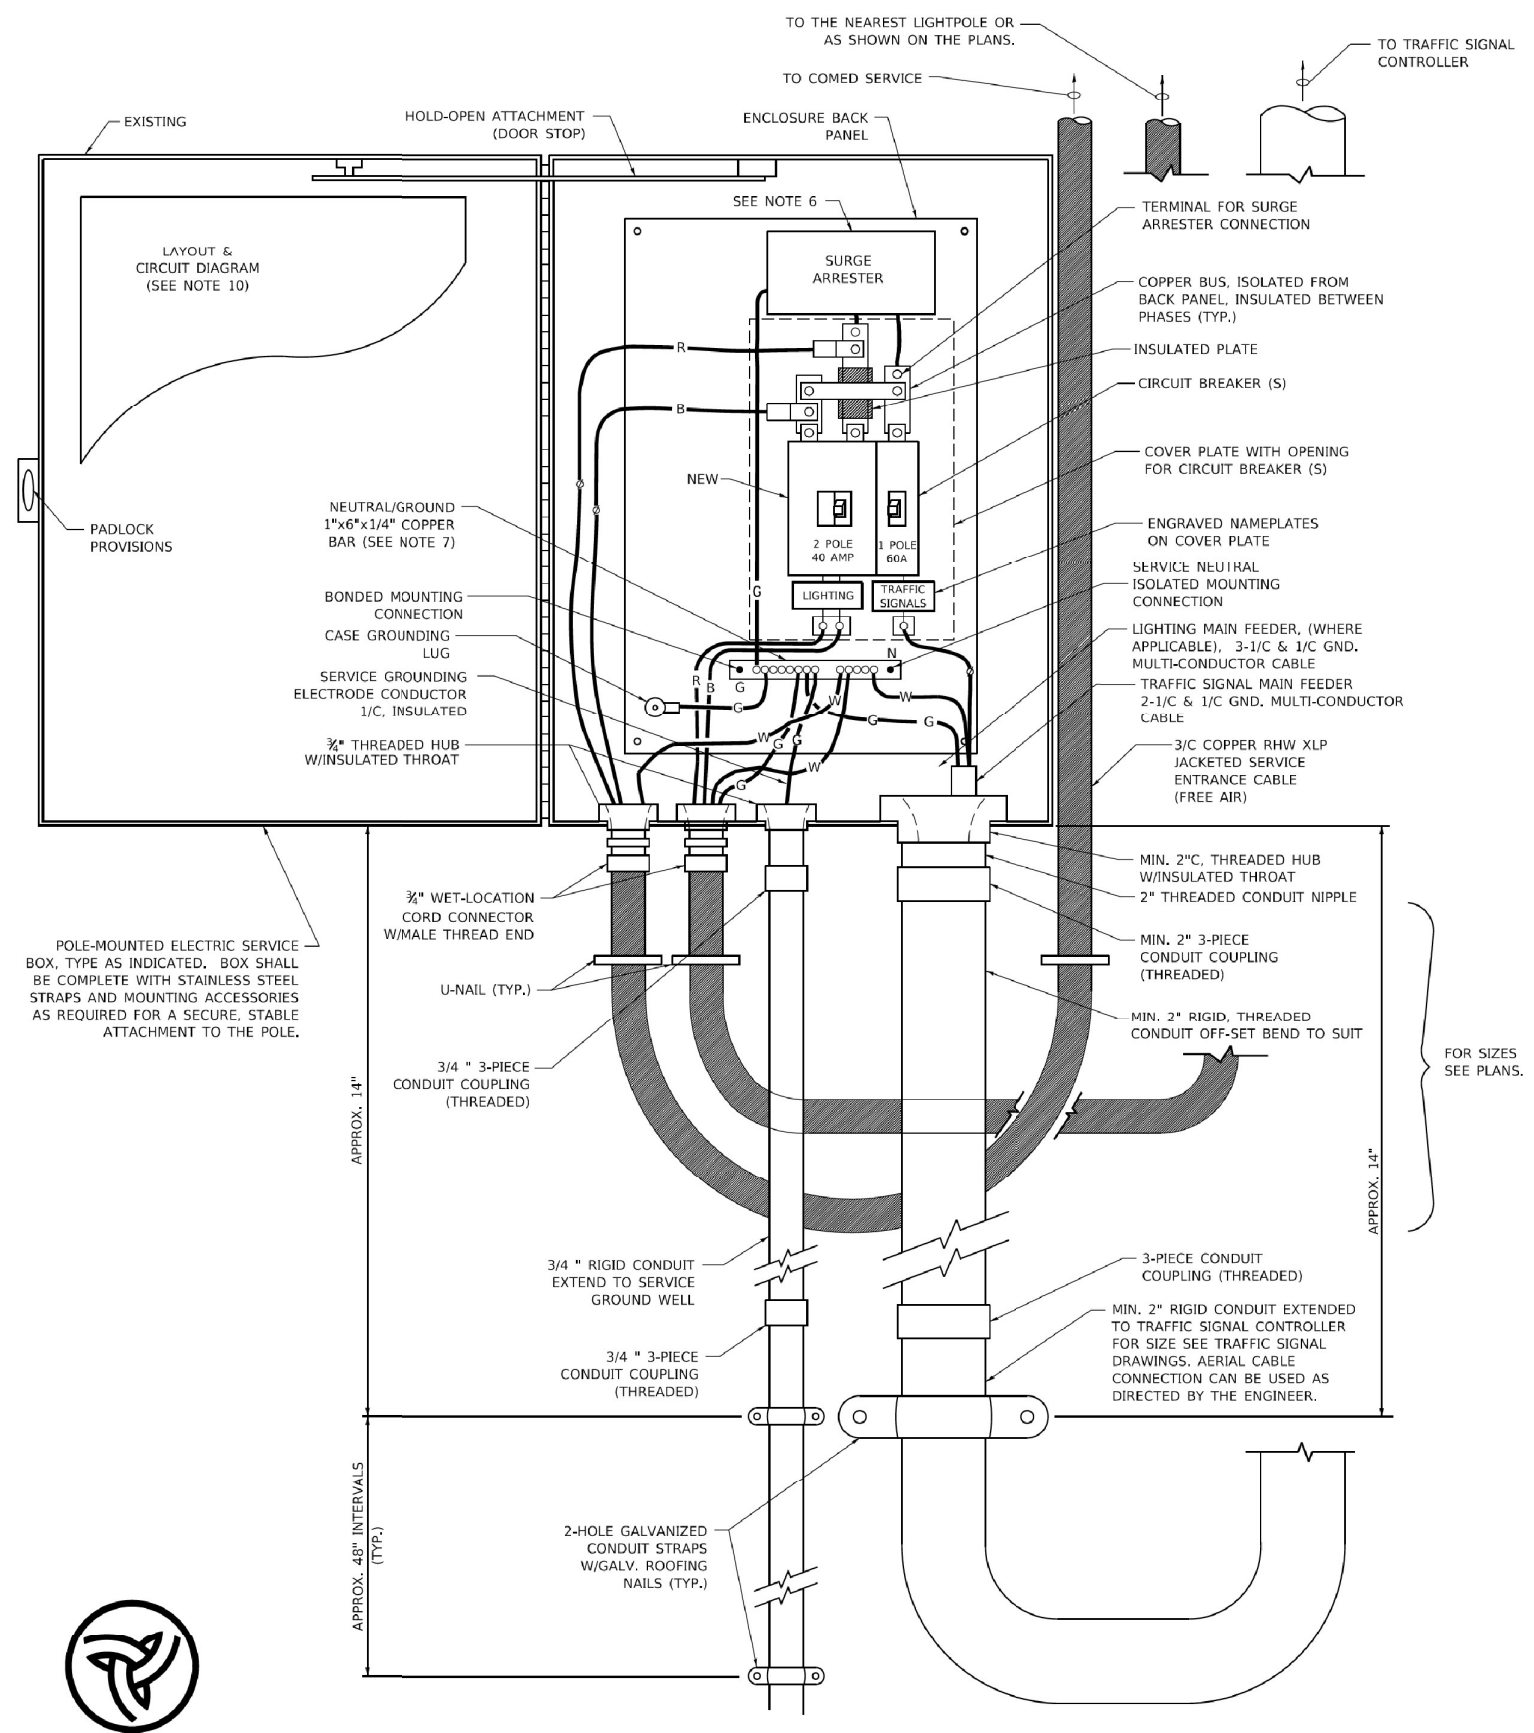 TO THE NEAREST LIGHTPOLE OR
AS SHOWN ON THE PLANS.
TO TRAFFIC SIGNAL
CONTROLLER
TO COMED SERVICE
EXISTING
HOLD-OPEN ATTACHMENT
(DOOR STOP)
ENCLOSURE BACK
PANEL
SEE NOTE 6
TERMINAL FOR SURGE
ARRESTER CONNECTION
LAYOUT &
CIRCUIT DIAGRAM
(SEE NOTE 10)
SURGE
ARRESTER
COPPER BUS, ISOLATED FROM
BACK PANEL, INSULATED BETWEEN
PHASES (TYP.)
R
INSULATED PLATE
CIRCUIT BREAKER (S)
B
COVER PLATE WITH OPENING
FOR CIRCUIT BREAKER (S)
NEW
Ø
Ø
NEUTRAL/GROUND
1"x6"x1/4" COPPER
BAR (SEE NOTE 7)
PADLOCK
PROVISIONS
ENGRAVED NAMEPLATES
ON COVER PLATE
2 POLE
40 AMP
1 POLE
60A
SERVICE NEUTRAL
ISOLATED MOUNTING
CONNECTION
G
LIGHTING
TRAFFIC
SIGNALS
BONDED MOUNTING
CONNECTION
CASE GROUNDING
LUG
LIGHTING MAIN FEEDER, (WHERE
APPLICABLE), 3-1/C & 1/C GND.
MULTI-CONDUCTOR CABLE
N
Ø
SERVICE GROUNDING
ELECTRODE CONDUCTOR
1/C, INSULATED
R
B
G
G
W
W
G
G
TRAFFIC SIGNAL MAIN FEEDER
2-1/C & 1/C GND. MULTI-CONDUCTOR
CABLE
¾" THREADED HUB
W/INSULATED THROAT
W
G
G
W
G
3/C COPPER RHW XLP
JACKETED SERVICE
ENTRANCE CABLE
(FREE AIR)
MIN. 2"C, THREADED HUB
W/INSULATED THROAT
2" THREADED CONDUIT NIPPLE
¾" WET-LOCATION
CORD CONNECTOR
W/MALE THREAD END
POLE-MOUNTED ELECTRIC SERVICE
BOX, TYPE AS INDICATED. BOX SHALL
BE COMPLETE WITH STAINLESS STEEL
STRAPS AND MOUNTING ACCESSORIES
AS REQUIRED FOR A SECURE, STABLE
ATTACHMENT TO THE POLE.
MIN. 2" 3-PIECE
CONDUIT COUPLING
(THREADED)
U-NAIL (TYP.)
MIN. 2" RIGID, THREADED
CONDUIT OFF-SET BEND TO SUIT
FOR SIZES
SEE PLANS.
3/4 " 3-PIECE
CONDUIT COUPLING
(THREADED)
APPROX. 14"
APPROX. 14"
3/4 " RIGID CONDUIT
EXTEND TO SERVICE
GROUND WELL
3-PIECE CONDUIT
COUPLING (THREADED)
MIN. 2" RIGID CONDUIT EXTENDED
TO TRAFFIC SIGNAL CONTROLLER
FOR SIZE SEE TRAFFIC SIGNAL
DRAWINGS. AERIAL CABLE
CONNECTION CAN BE USED AS
DIRECTED BY THE ENGINEER.
3/4 " 3-PIECE
CONDUIT COUPLING
(THREADED)
APPROX. 48" INTERVALS
(TYP.)
2-HOLE GALVANIZED
CONDUIT STRAPS
W/GALV. ROOFING
NAILS (TYP.)